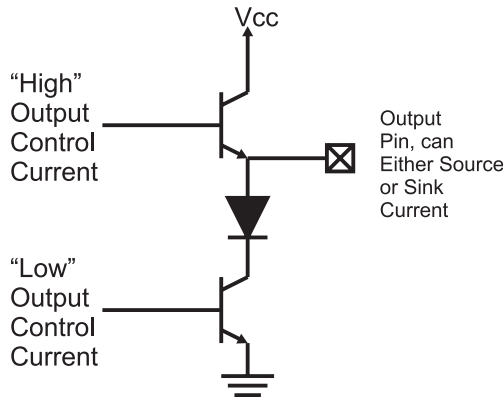 Vcc
“High”
Output
Control
Current
Output
Pin, can
Either Source
or Sink
Current
“Low”
Output
Control
Current